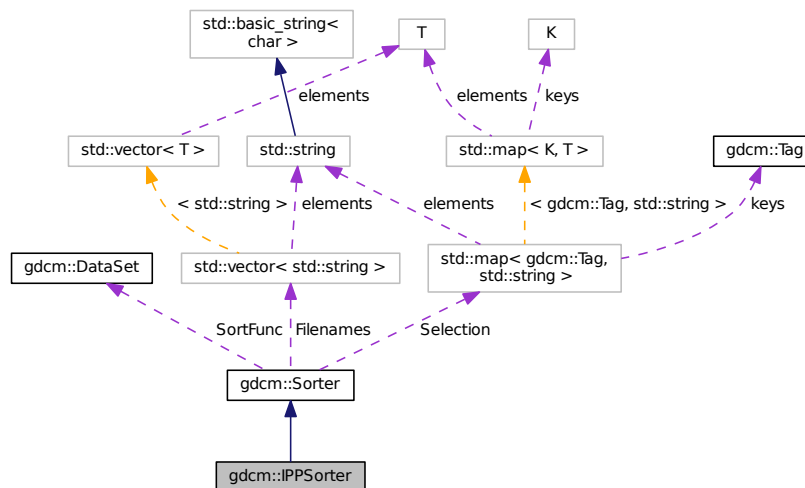 std::basic_string<
char >
T
K
elements
elements
keys
std::vector< T >
std::string
std::map< K, T >
gdcm::Tag
< std::string >
elements
elements
< gdcm::Tag, std::string >
keys
gdcm::DataSet
std::vector< std::string >
std::map< gdcm::Tag,
std::string >
SortFunc
Filenames
Selection
gdcm::Sorter
gdcm::IPPSorter